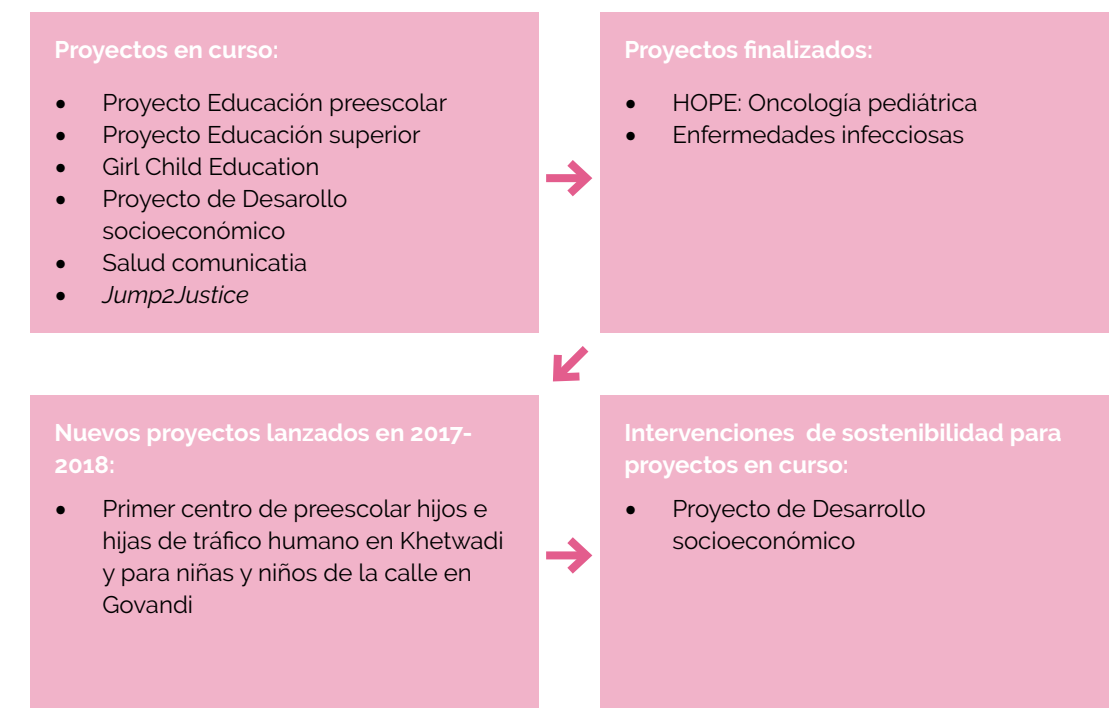 Proyectos en curso:
• Proyecto Educación preescolar
• Proyecto Educación superior
• Girl Child Education
• Proyecto de Desarollo
socioeconómico
• Salud comunicatia
• Jump2Justice
Proyectos finalizados:
• HOPE: Oncología pediátrica
• Enfermedades infecciosas
Nuevos proyectos lanzados en 2017-
2018:
• Primer centro de preescolar hijos e
hijas de tráfico humano en Khetwadi
y para niñas y niños de la calle en
Govandi
Intervenciones de sostenibilidad para
proyectos en curso:
• Proyecto de Desarrollo
socioeconómico